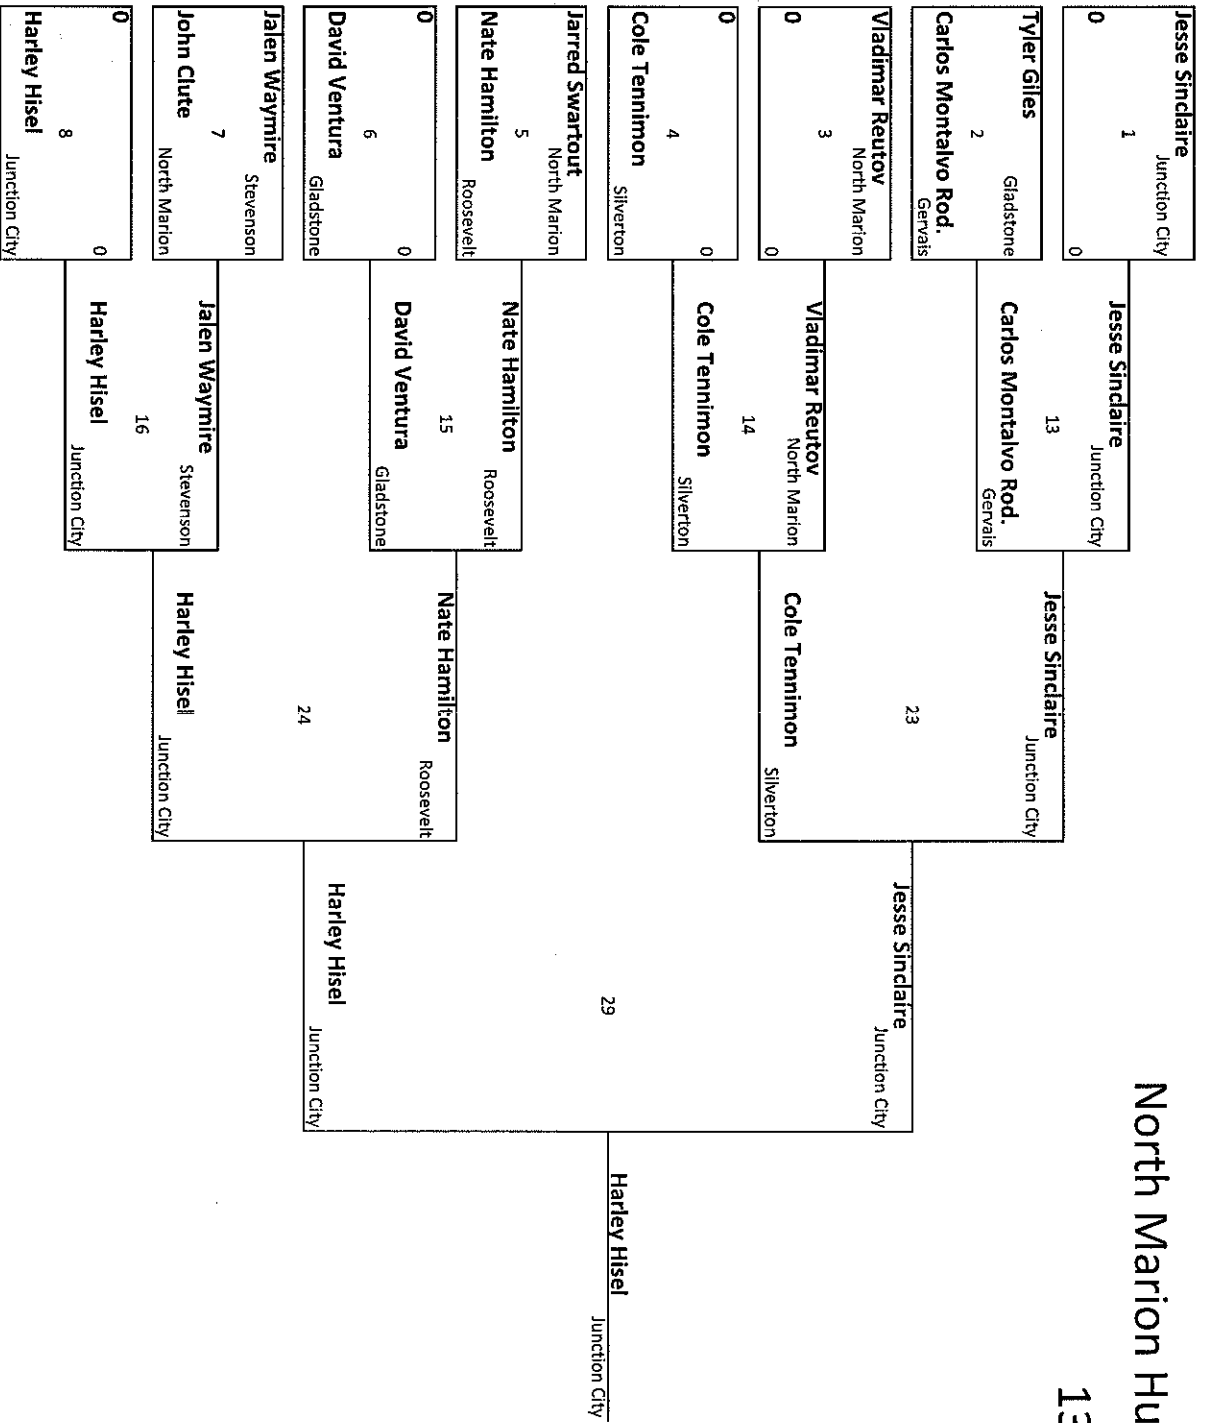 North Marion Hu
13
Jesse Sinclaire
Junction City
1
0
0
Tyler Giles
Gladstone
2
Carlos Montalvo Rod.
Gervais
Vladimar Reutov
North Marion
3
0
0
0
0
4
Cole Tennimon
Silverton
Jarred Swartout
North Marion
5
Nate Hamilton
Roosevelt
0
0
6
David Ventura
Gladstone
Jalen Waymire
Stevenson
7
John Clute
North Marion
0
0
8
Harley Hisel
Junction City
Jesse Sinclaire
Junction City
13
Carlos Montalvo Rod.
Gervais
Vladimar Reutov
North Marion
14
Cole Tennimon
Silverton
Nate Hamilton
Roosevelt
15
David Ventura
Gladstone
Jalen Waymire
Stevenson
16
Harley Hisel
Junction City
Jesse Sinclaire
Junction City
23
Cole Tennimon
Silverton
Nate Hamilton
Roosevelt
24
Harley Hisel
Junction City
Jesse Sinclaire
Junction City
29
Harley Hisel
Junction City
Harley Hisel
Junction City